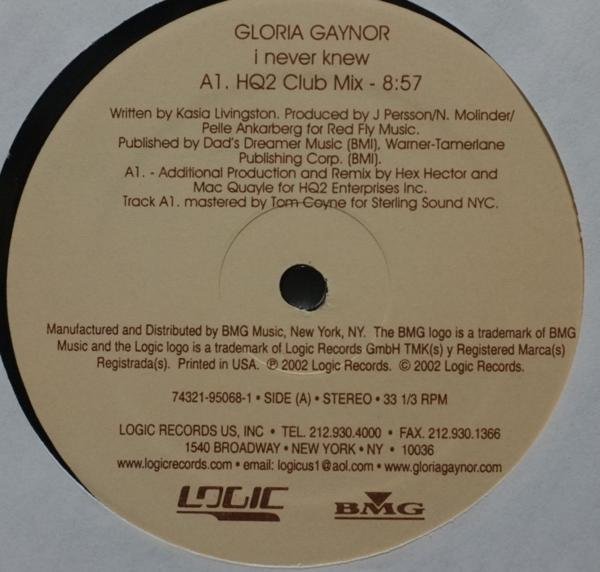 GLORIA GAYNOR
i never knew
A1. HQ2 Club Mix - 8:57
Written by Kasia Livingston. Produced by J Persson/N. Molinder/
Pelle Ankarberg for Red Fly Music.
Published by Dad's Dreamer Music (BMI), Warner-Tamerlane
Publishing Corp. (BMI).
A1. - Additional Production and Remix by Hex Hector and
Mac Quayle for HQ2 Enterprises Inc.
Track A1. mastered by Tom Coyne for Sterling Sound NYC.
Manufactured and Distributed by BMG Music, New York, NY. The BMG logo is a trademark of BMG
Music and the Logic logo is a trademark of Logic Records GmbH TMK(s) y Registered Marca(s)
Registrada(s). Printed in USA. ℗ 2002 Logic Records. © 2002 Logic Records.
74321-95068-1 • SIDE (A) • STEREO • 33 1/3 RPM
LOGIC RECORDS US, INC • TEL. 212.930.4000 • FAX. 212.930.1366
1540 BROADWAY • NEW YORK • NY • 10036
www.logicrecords.com • email: logicus1@aol.com • www.gloriagaynor.com
LOGIC BMG